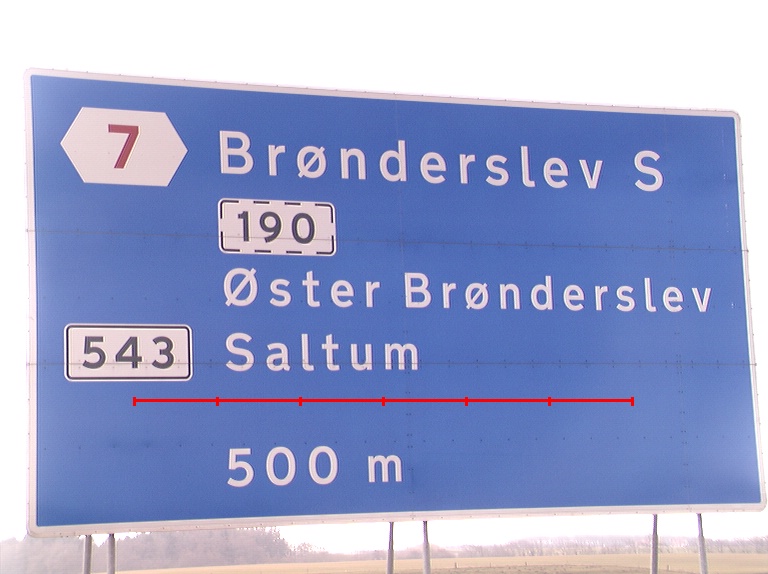 7 Brønderslev S
190
Øster Brønderslev
543 Saltum
500 m